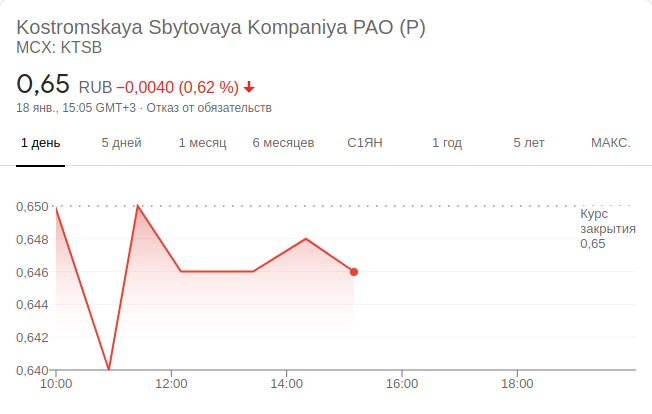 Kostromskaya Sbytovaya Kompaniya PAO (P)
MCX: KTSB
0,65 RUB −0,0040 (0,62 %)
18 янв., 15:05 GMT+3 · Отказ от обязательств
1 день 5 дней 1 месяц 6 месяцев С1ЯН 1 год 5 лет МАКС.
0,650
Курс
закрытия
0,65
0,648
0,646
0,644
0,642
0,640
10:00 12:00 14:00 16:00 18:00